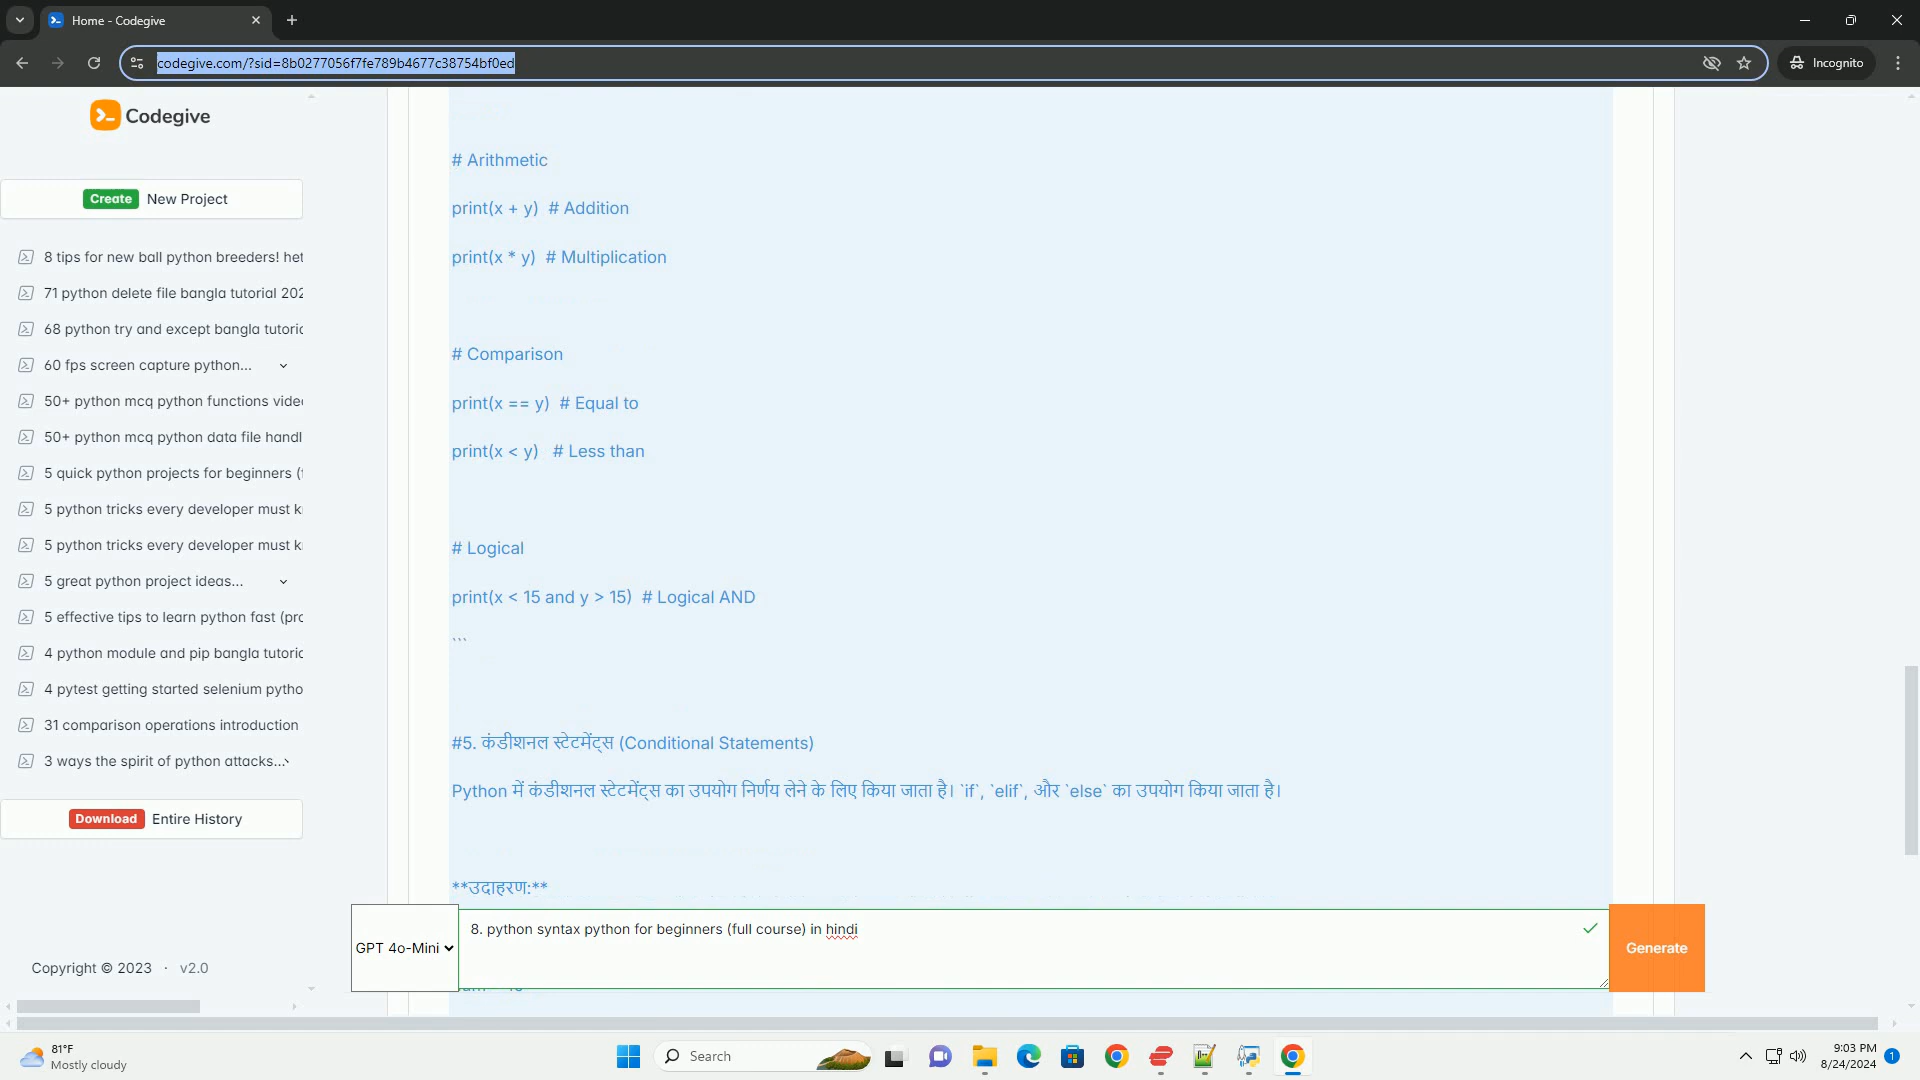 Home - Codegive
codegive.com/?sid=8b0277056f7fe789b4677c38754bf0ed
Incognito
Codegive
Create New Project
8 tips for new ball python breeders! het
71 python delete file bangla tutorial 202
68 python try and except bangla tutoric
60 fps screen capture python...
50+ python mcq python functions vide
50+ python mcq python data file handl
5 quick python projects for beginners (
5 python tricks every developer must k
5 python tricks every developer must k
5 great python project ideas...
5 effective tips to learn python fast (prc
4 python module and pip bangla tutoric
4 pytest getting started selenium pytho
31 comparison operations introduction
3 ways the spirit of python attacks...
Download Entire History
Copyright © 2023 · v2.0
# Arithmetic
print(x + y)  # Addition
print(x * y)  # Multiplication
# Comparison
print(x == y)  # Equal to
print(x < y)   # Less than
# Logical
print(x < 15 and y > 15)  # Logical AND
```
#5. कंडीशनल स्टेटमेंट्स (Conditional Statements)
Python में कंडीशनल स्टेटमेंट्स का उपयोग निर्णय लेने के लिए किया जाता है। `if`, `elif`, और `else` का उपयोग किया जाता है।
**उदाहरण:**
GPT 4o-Mini
8. python syntax python for beginners (full course) in hindi
Generate
81°F
Mostly cloudy
Search
9:03 PM
8/24/2024
1